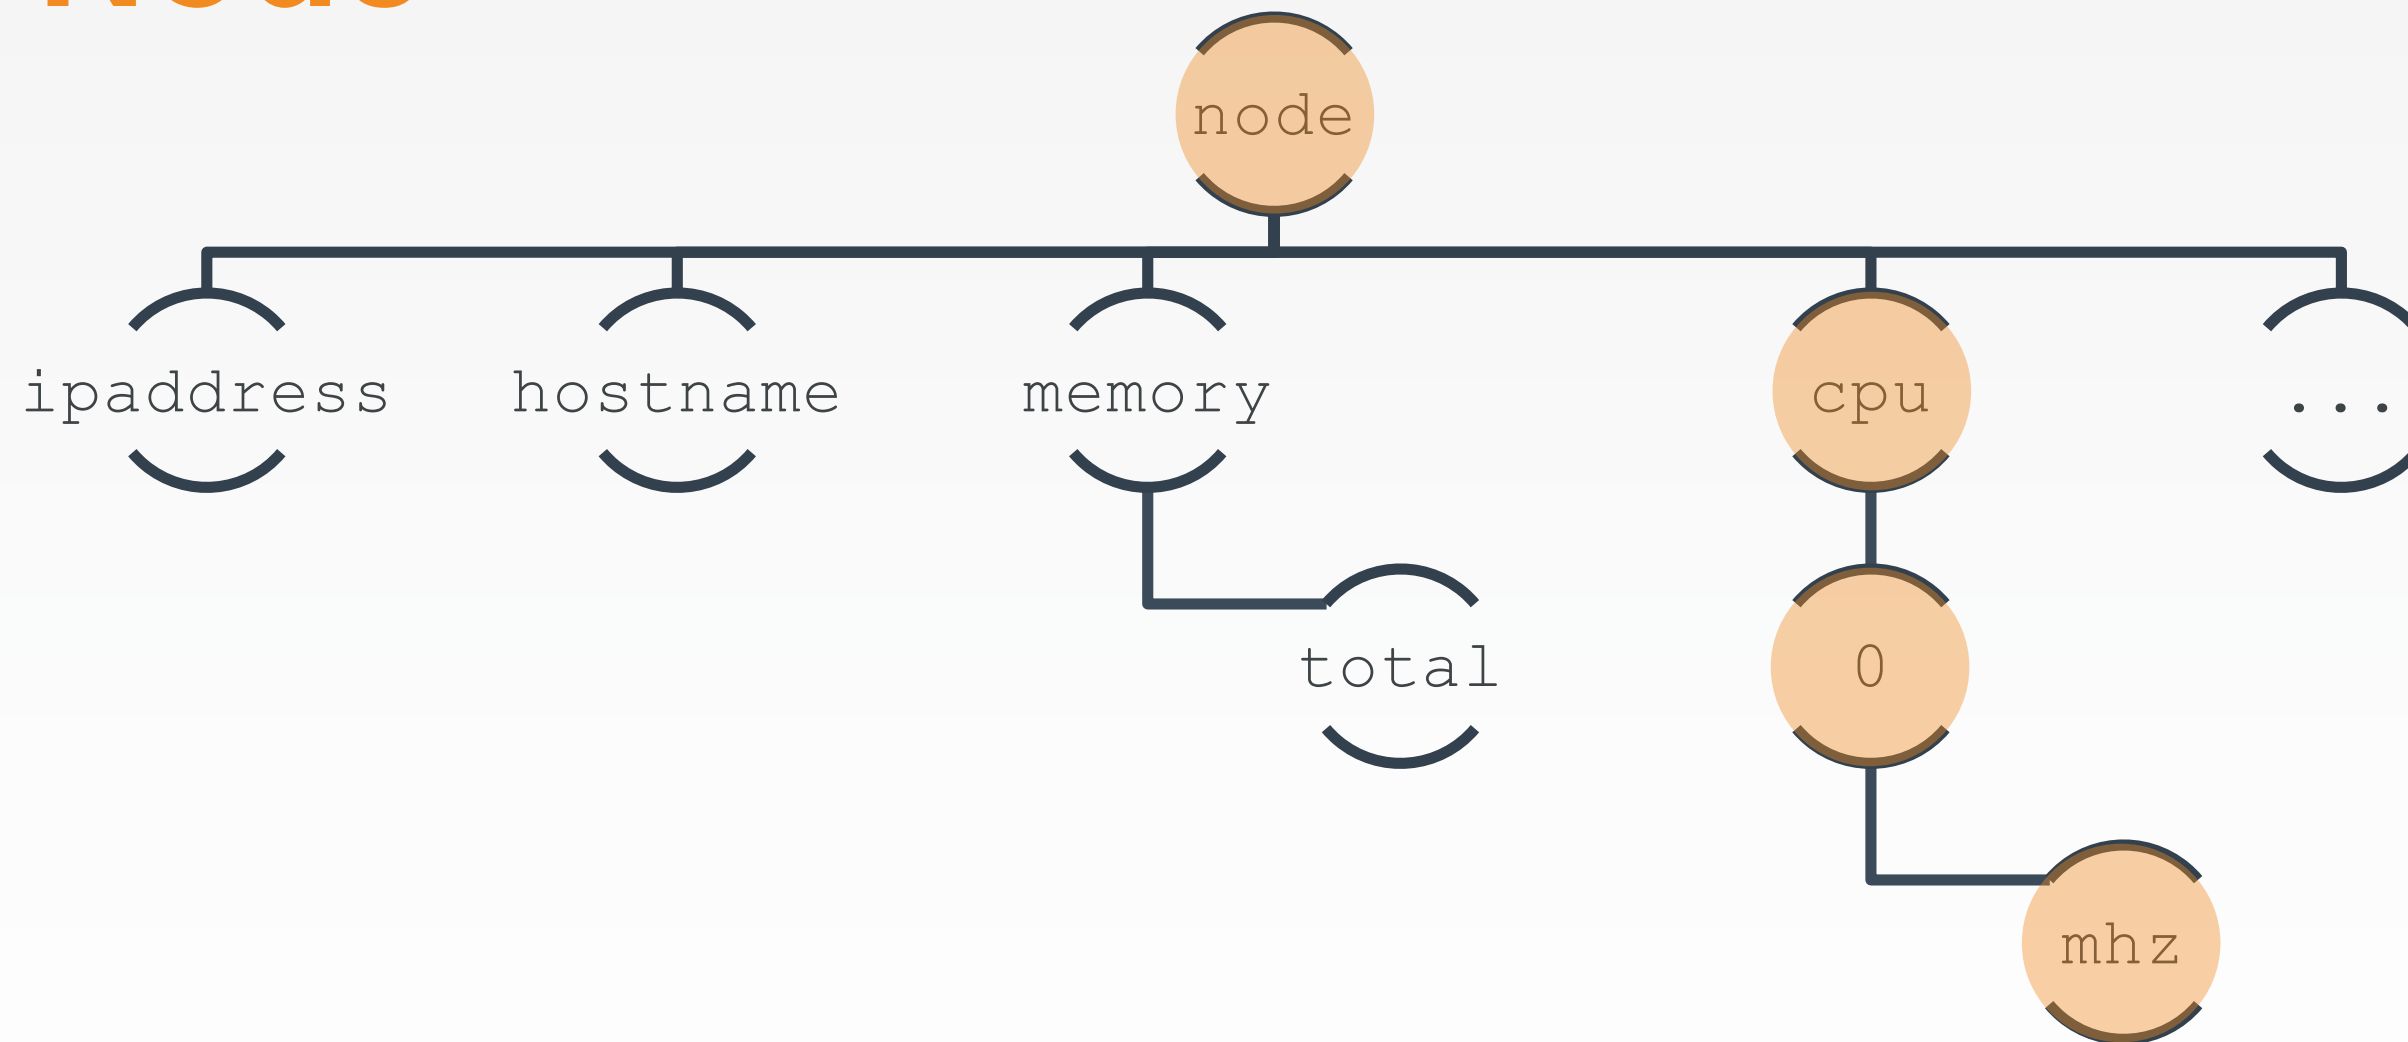 node
ipaddress hostname memory cpu ...
total 0
mhz